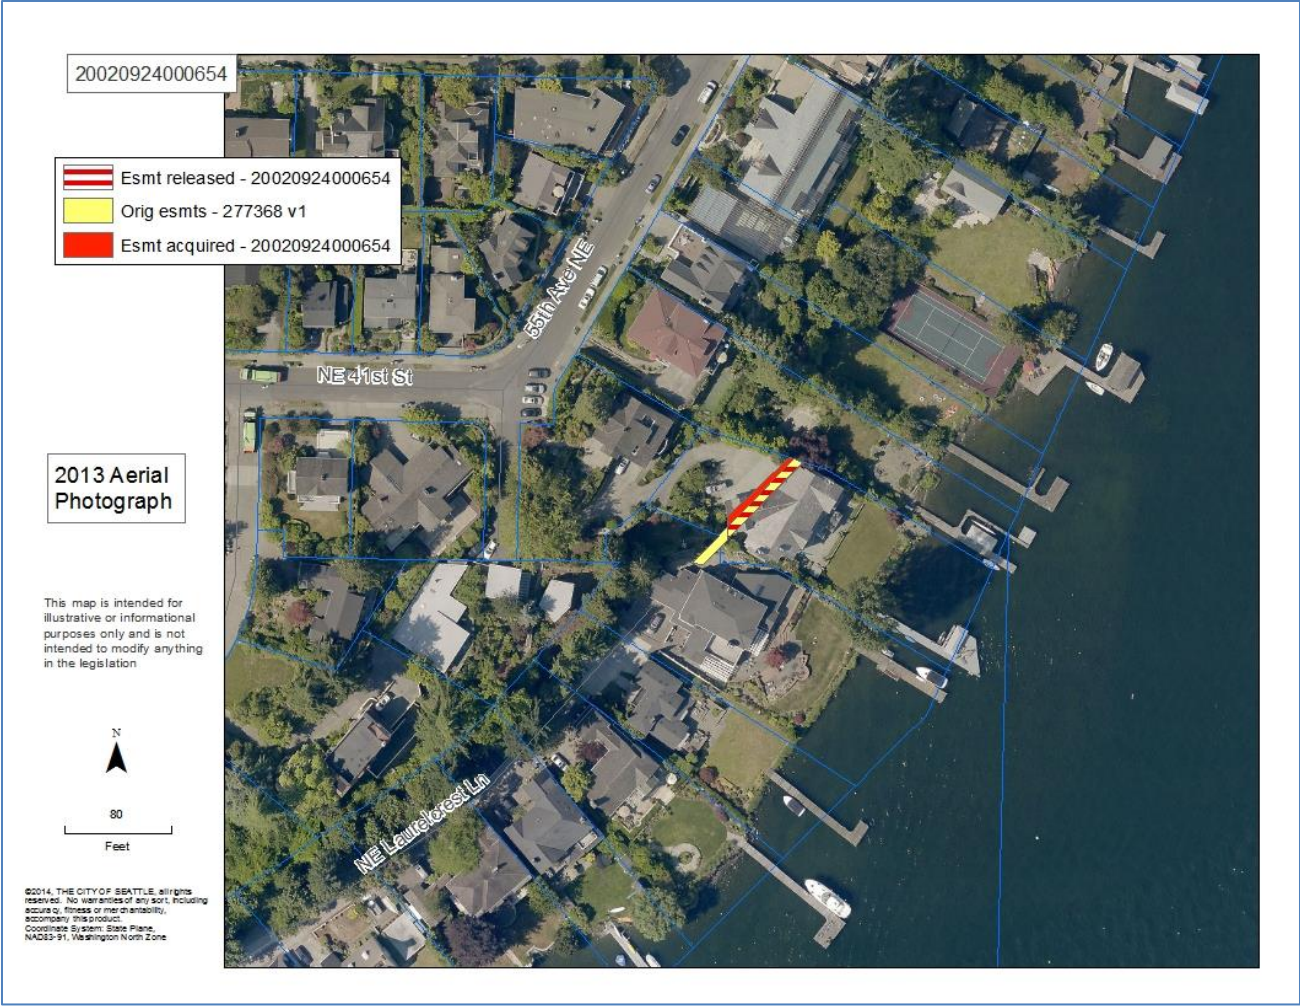 20020924000654
Esmt released - 20020924000654
Orig esmts - 277368 v1
Esmt acquired - 20020924000654
55th Ave NE
NE 41st St
2013 Aerial
Photograph
This map is intended for
illustrative or informational
purposes only and is not
intended to modify anything
in the legislation
N
80
Feet
NE Laurelcrest Ln
©2014, THE CITY OF SEATTLE, all rights
reserved. No warranties of any sort, including
accuracy, fitness or merchantability,
accompany this product.
Coordinate System: State Plane,
NAD83-91, Washington North Zone